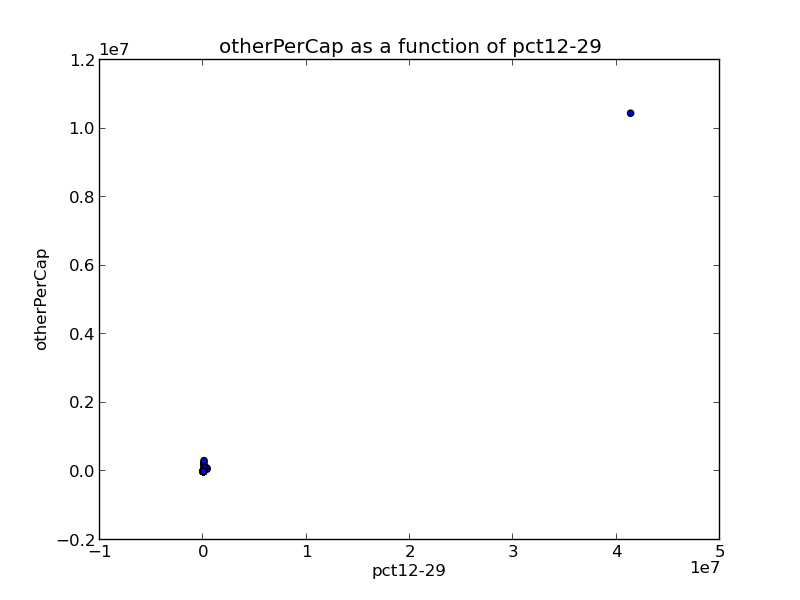 otherPerCap as a function of pct12-29
1e7
1.2
1.0
0.8
0.6
0.4
0.2
0.0
−0.2
otherPerCap
−1 0 1 2 3 4 5
1e7
pct12-29